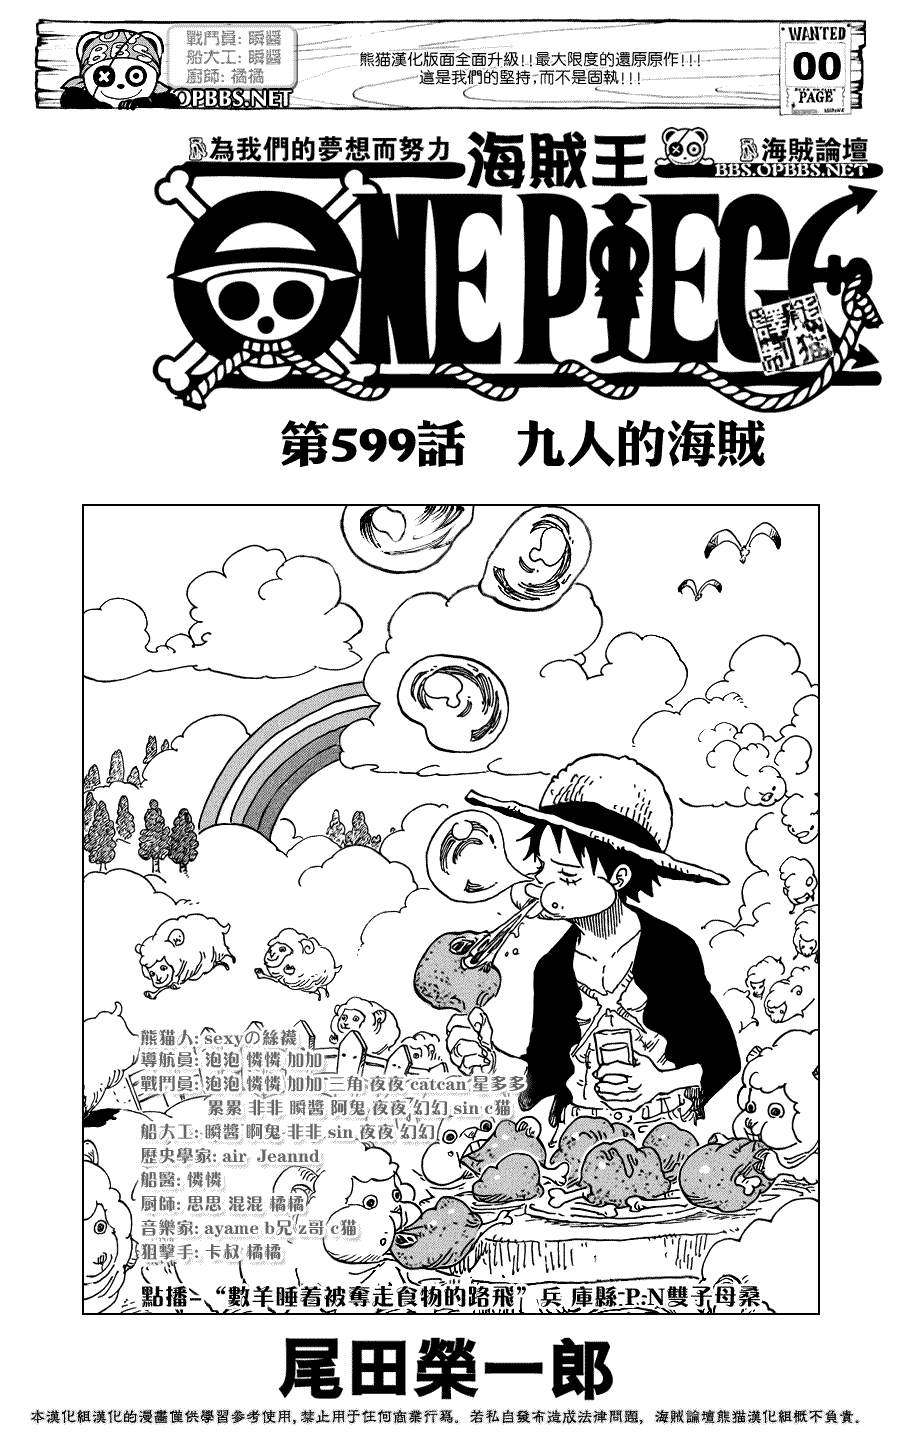 戰鬥員: 瞬醬
船大工: 瞬醬
廚師: 橘橘
OPBBS.NET
熊猫漢化版面全面升級!!最大限度的還原原作!!!
這是我們的堅持;而不是固執!!!
WANTED
00
PAGE
為我們的夢想而努力
海賊王
海賊論壇
BBS.OPBBS.NET
ONE PIECE
熊猫譯制
第599話 九人的海賊
熊猫人: sexyの絲襪
導航員: 泡泡 憐憐 加加
戰鬥員: 泡泡 憐憐 加加 三角 夜夜 catcan 星多多
累累 非非 瞬醬 阿鬼 夜夜 幻幻 sin c猫
船大工: 瞬醬 啊鬼 非非 sin 夜夜 幻幻
歷史學家: air Jeannd
船醫: 憐憐
廚師: 思思 混混 橘橘
音樂家: ayame b兄 z哥 c猫
狙擊手: 卡叔 橘橘
點播-“數羊睡着被奪走食物的路飛”兵 庫縣 P·N雙子母桑
尾田榮一郎
本漢化組漢化的漫畫僅供學習參考使用, 禁止用于任何商業行為。若私自發布造成法律問題, 海賊論壇熊猫漢化組概不負責。